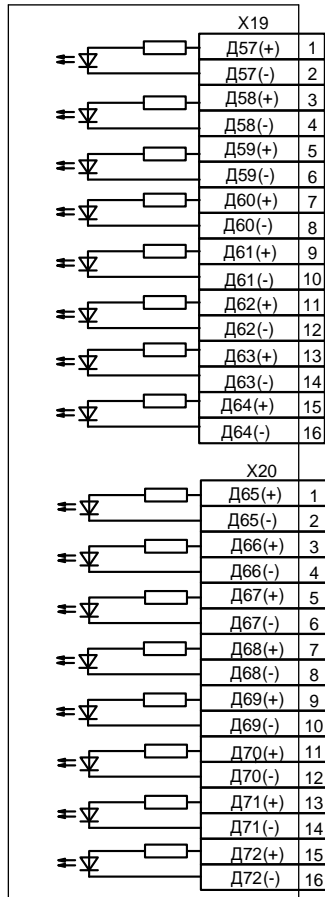 X19
Д57(+) 1
Д57(-) 2
Д58(+) 3
Д58(-) 4
Д59(+) 5
Д59(-) 6
Д60(+) 7
Д60(-) 8
Д61(+) 9
Д61(-) 10
Д62(+) 11
Д62(-) 12
Д63(+) 13
Д63(-) 14
Д64(+) 15
Д64(-) 16
X20
Д65(+) 1
Д65(-) 2
Д66(+) 3
Д66(-) 4
Д67(+) 5
Д67(-) 6
Д68(+) 7
Д68(-) 8
Д69(+) 9
Д69(-) 10
Д70(+) 11
Д70(-) 12
Д71(+) 13
Д71(-) 14
Д72(+) 15
Д72(-) 16